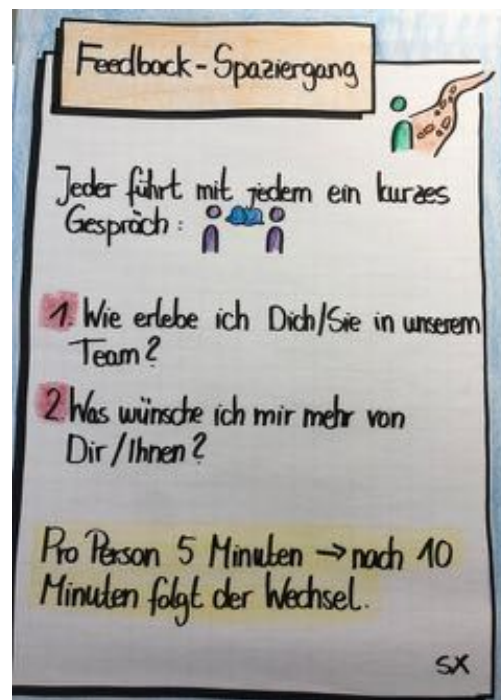 Feedback-Spaziergang
Jeder führt mit jedem ein kurzes
Gespräch:
1. Wie erlebe ich Dich/Sie in unserem
Team?
2. Was wünsche ich mir mehr von
Dir/Ihnen?
Pro Person 5 Minuten → nach 10
Minuten folgt der Wechsel.
SX